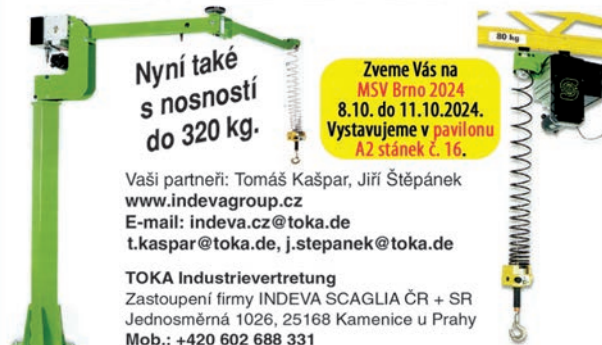 80 kg
Nyní také
s nosností
do 320 kg.
Zveme Vás na
MSV Brno 2024
8.10. do 11.10.2024.
Vystavujeme v pavilonu
A2 stánek č. 16.
Vaši partneři: Tomáš Kašpar, Jiří Štěpánek
www.indevagroup.cz
E-mail: indeva.cz@toka.de
t.kaspar@toka.de, j.stepanek@toka.de
TOKA Industrievertretung
Zastoupení firmy INDEVA SCAGLIA ČR + SR
Jednosměrná 1026, 25168 Kamenice u Prahy
Mob.: +420 602 688 331